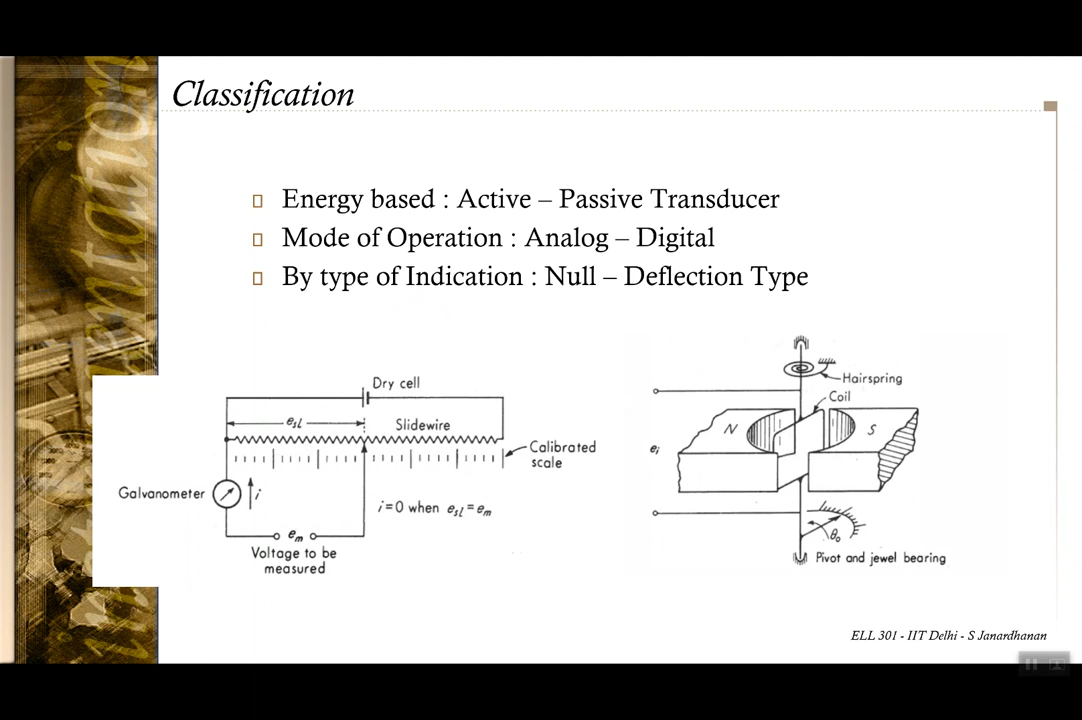 Classification
Energy based : Active – Passive Transducer
Mode of Operation : Analog – Digital
By type of Indication : Null – Deflection Type
Dry cell
e_sl
Slidewire
Calibrated
scale
Galvanometer
i
i=0 when e_sl=e_m
e_m
Voltage to be
measured
Hairspring
Coil
N
S
e_i
θ_o
Pivot and jewel bearing
ELL 301 - IIT Delhi - S Janardhanan